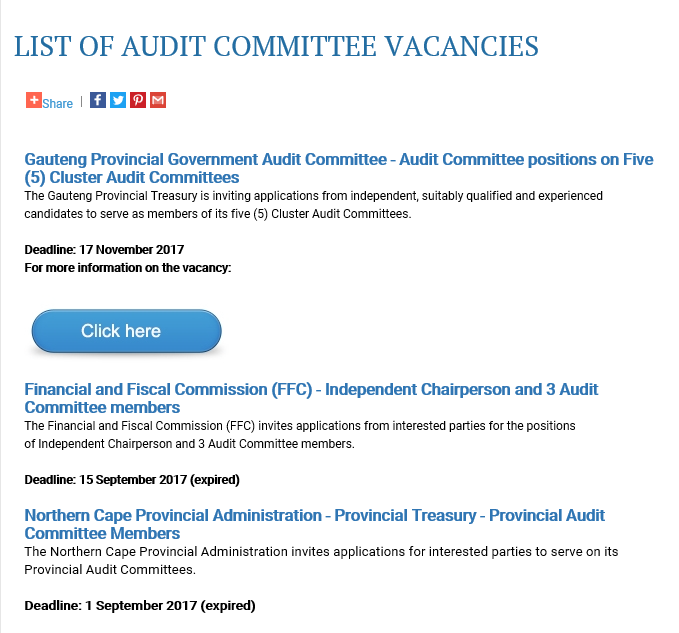 LIST OF AUDIT COMMITTEE VACANCIES
Share
Gauteng Provincial Government Audit Committee - Audit Committee positions on Five
(5) Cluster Audit Committees
The Gauteng Provincial Treasury is inviting applications from independent, suitably qualified and experienced
candidates to serve as members of its five (5) Cluster Audit Committees.
Deadline: 17 November 2017
For more information on the vacancy:
Click here
Financial and Fiscal Commission (FFC) - Independent Chairperson and 3 Audit
Committee members
The Financial and Fiscal Commission (FFC) invites applications from interested parties for the positions
of Independent Chairperson and 3 Audit Committee members.
Deadline: 15 September 2017 (expired)
Northern Cape Provincial Administration - Provincial Treasury - Provincial Audit
Committee Members
The Northern Cape Provincial Administration invites applications for interested parties to serve on its
Provincial Audit Committees.
Deadline: 1 September 2017 (expired)